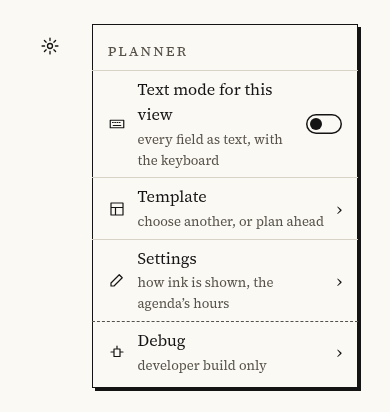 PLANNER
Text mode for this
view
every field as text, with
the keyboard
Template
choose another, or plan ahead
Settings
how ink is shown, the
agenda’s hours
Debug
developer build only